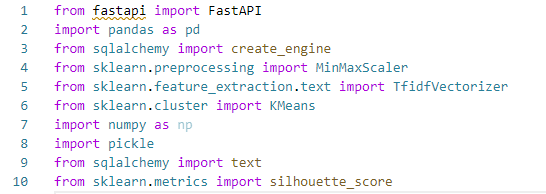 1 from fastapi import FastAPI
2 import pandas as pd
3 from sqlalchemy import create_engine
4 from sklearn.preprocessing import MinMaxScaler
5 from sklearn.feature_extraction.text import TfidfVectorizer
6 from sklearn.cluster import KMeans
7 import numpy as np
8 import pickle
9 from sqlalchemy import text
10 from sklearn.metrics import silhouette_score